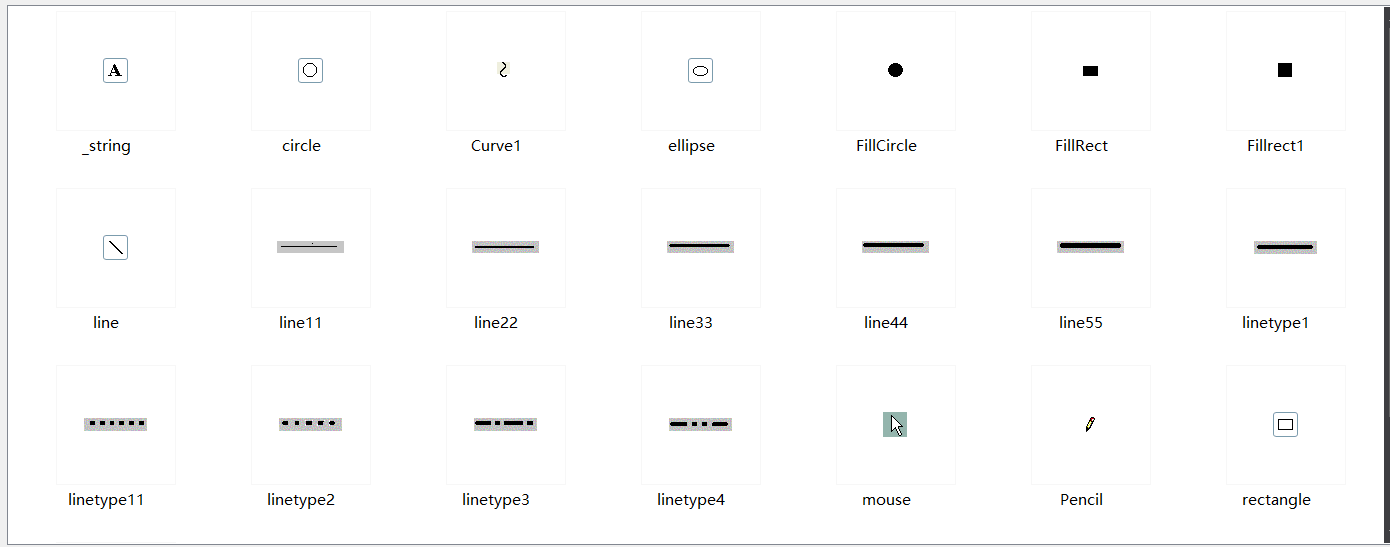 A
_string circle Curve1 ellipse FillCircle FillRect Fillrect1
line line11 line22 line33 line44 line55 linetype1
linetype11 linetype2 linetype3 linetype4 mouse Pencil rectangle